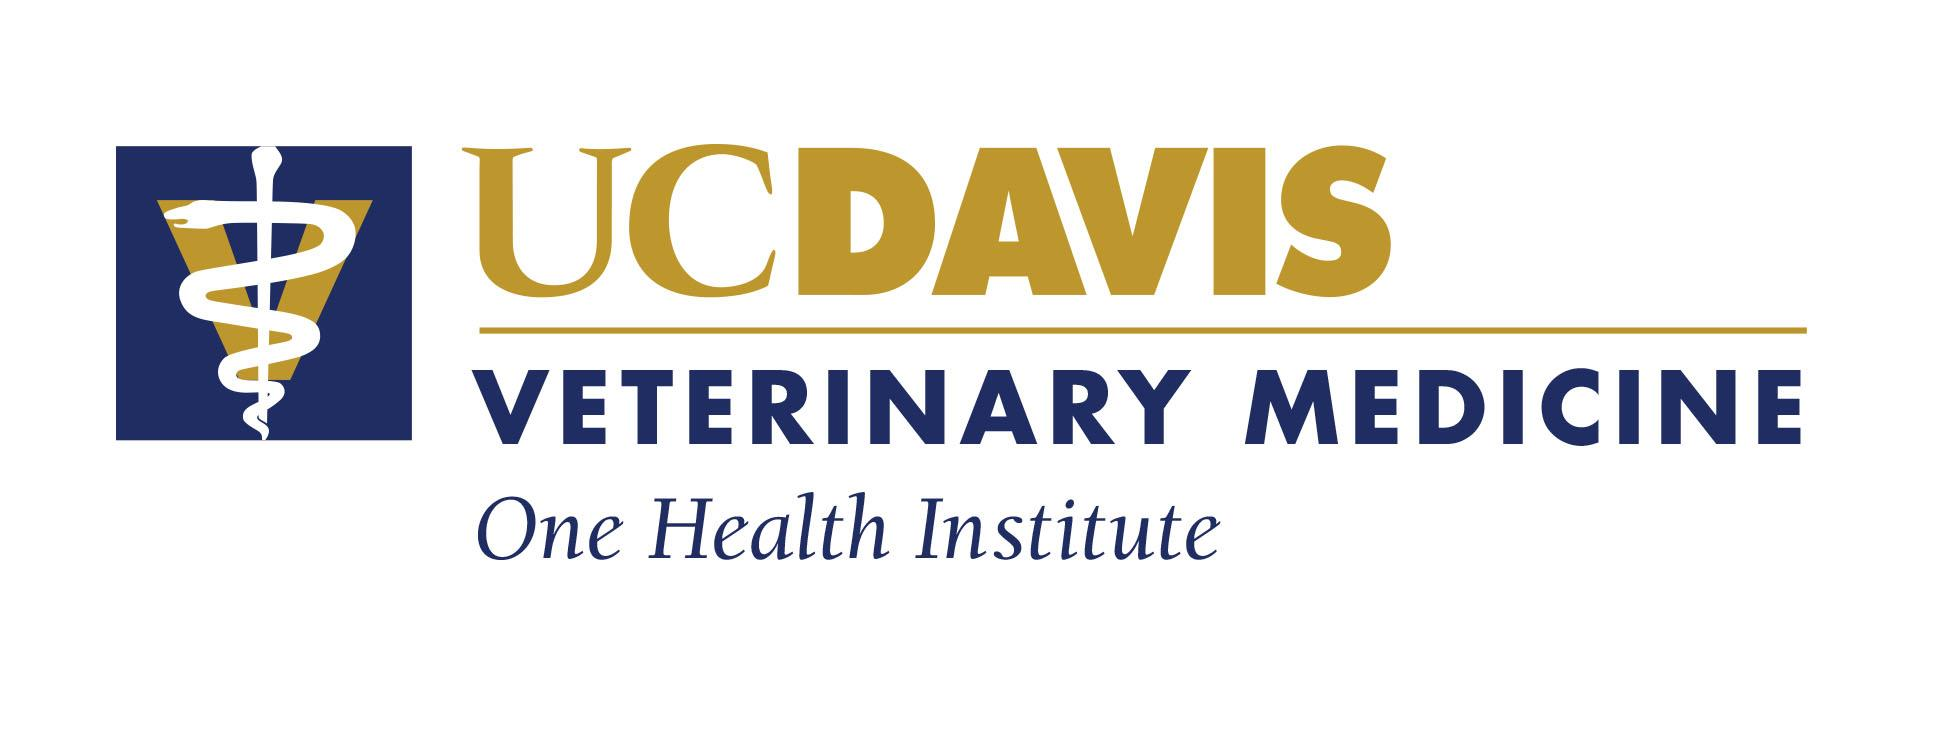 UCDAVIS
VETERINARY MEDICINE
One Health Institute